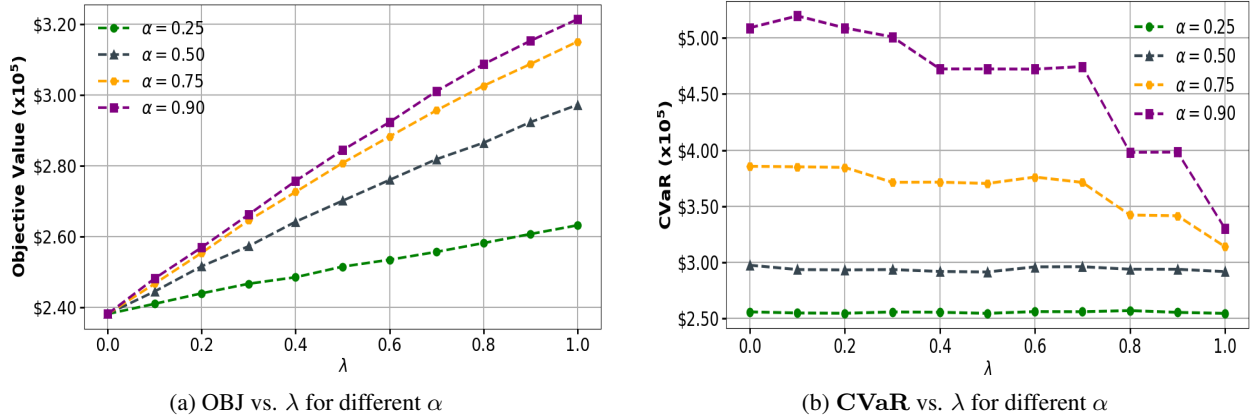 $3.20
$3.00
$2.80
$2.60
$2.40
Objective Value (x10⁵)
α = 0.25
α = 0.50
α = 0.75
α = 0.90
0.0 0.2 0.4 0.6 0.8 1.0
λ
(a) OBJ vs. λ for different α
$5.00
$4.50
$4.00
$3.50
$3.00
$2.50
CVaR (x10⁵)
α = 0.25
α = 0.50
α = 0.75
α = 0.90
0.0 0.2 0.4 0.6 0.8 1.0
λ
(b) CVaR vs. λ for different α